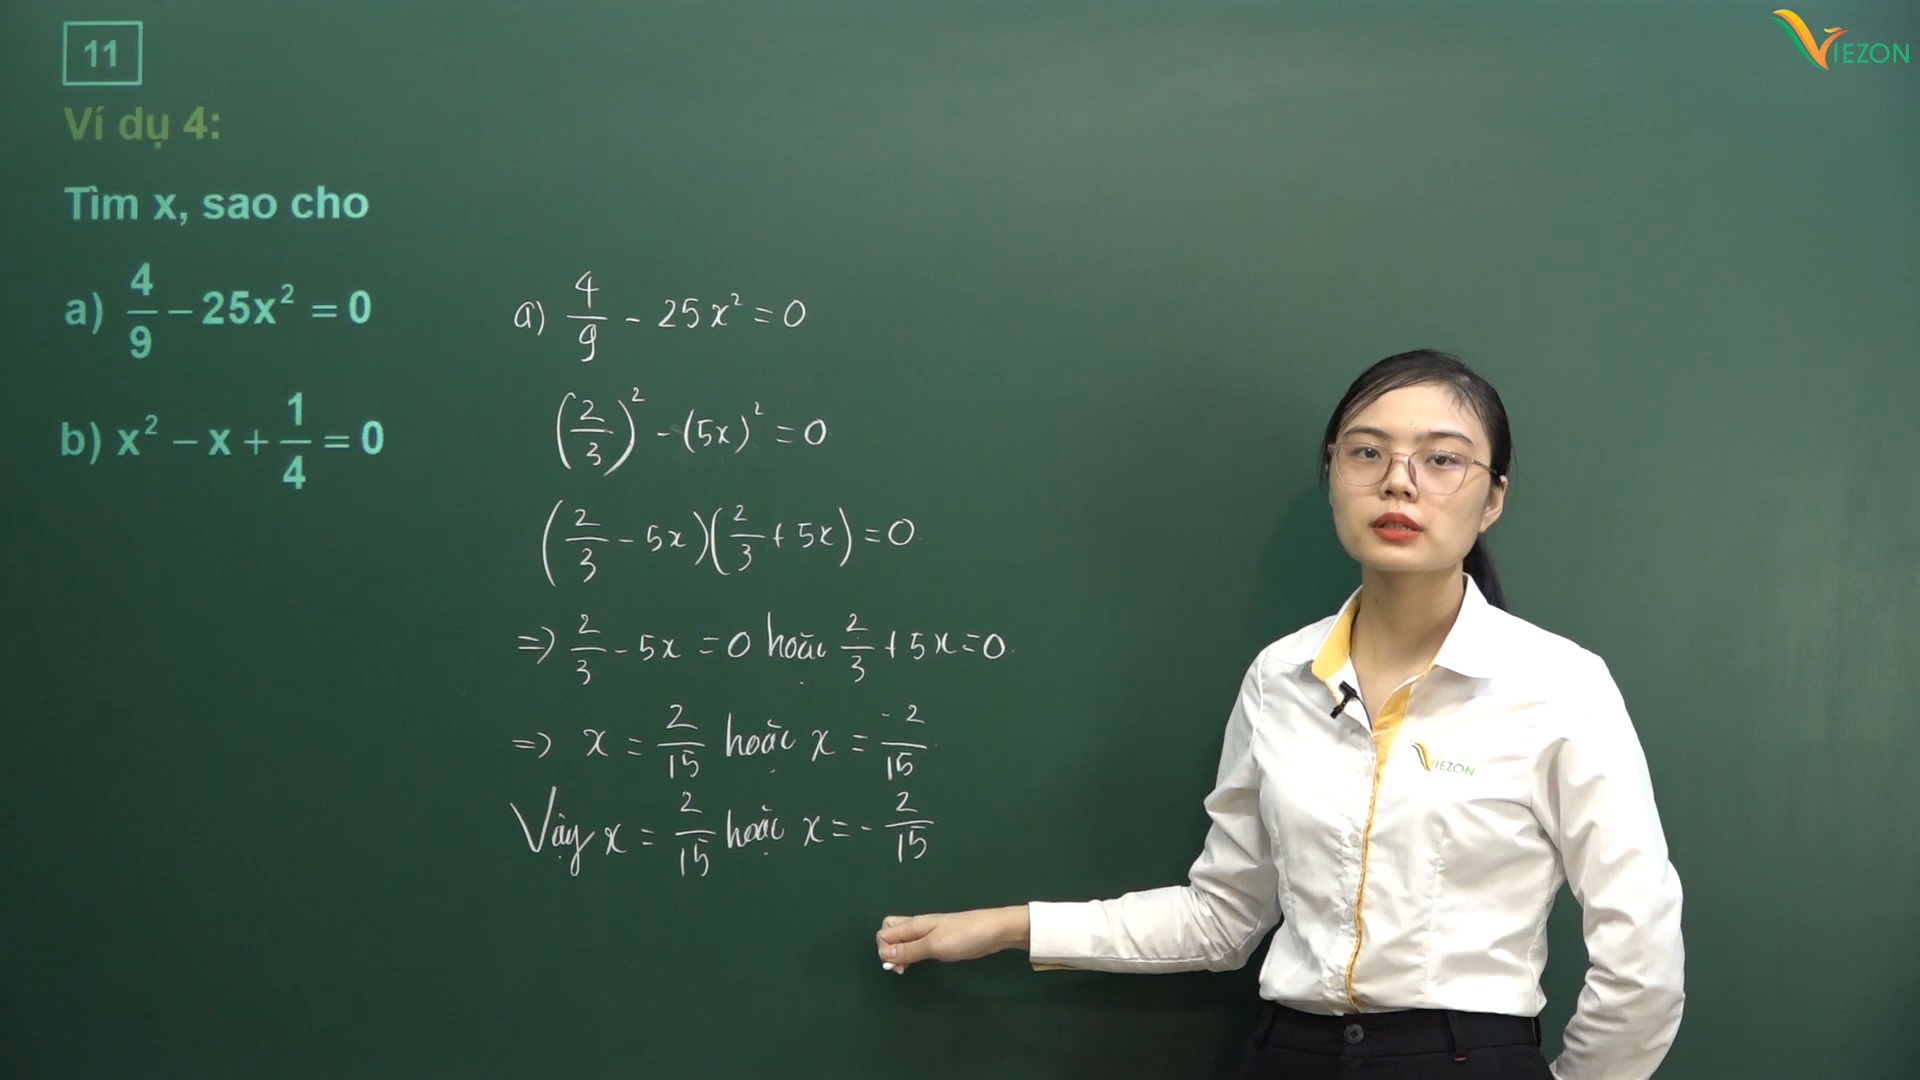 11
VIEZON
Ví dụ 4:
Tìm x, sao cho
a) 4/9 − 25x² = 0
b) x² − x + 1/4 = 0
a) 4/9 − 25x² = 0
(2/3)² − (5x)² = 0
(2/3 − 5x)(2/3 + 5x) = 0
=> 2/3 − 5x = 0 hoặc 2/3 + 5x = 0.
=> x = 2/15 hoặc x = −2/15.
Vậy x = 2/15 hoặc x = − 2/15
VIEZON